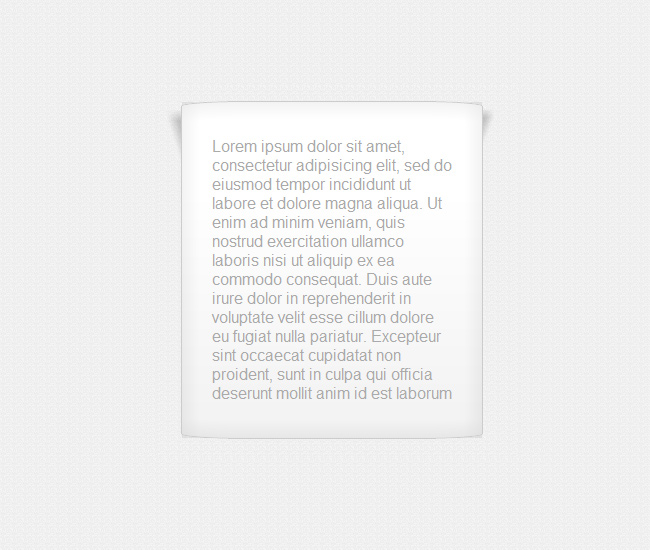 Lorem ipsum dolor sit amet,
consectetur adipisicing elit, sed do
eiusmod tempor incididunt ut
labore et dolore magna aliqua. Ut
enim ad minim veniam, quis
nostrud exercitation ullamco
laboris nisi ut aliquip ex ea
commodo consequat. Duis aute
irure dolor in reprehenderit in
voluptate velit esse cillum dolore
eu fugiat nulla pariatur. Excepteur
sint occaecat cupidatat non
proident, sunt in culpa qui officia
deserunt mollit anim id est laborum